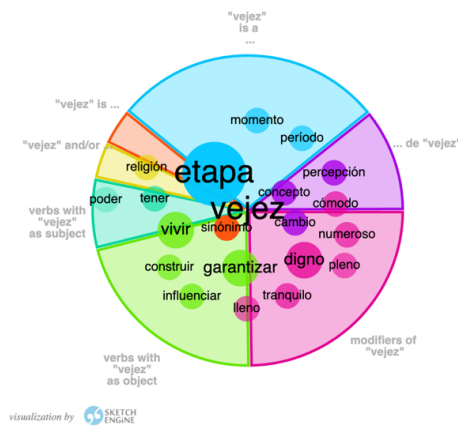 "vejez"
is a
...
"vejez" is ...
"vejez" and/or ...
... de "vejez"
verbs with
"vejez"
as subject
verbs with
"vejez"
as object
modifiers of
"vejez"
momento
período
religión
etapa
percepción
concepto
poder
tener
vejez
cómodo
vivir
sinónimo
cambio
numeroso
construir
garantizar
digno
pleno
influenciar
lleno
tranquilo
visualization by
SKETCH
ENGINE